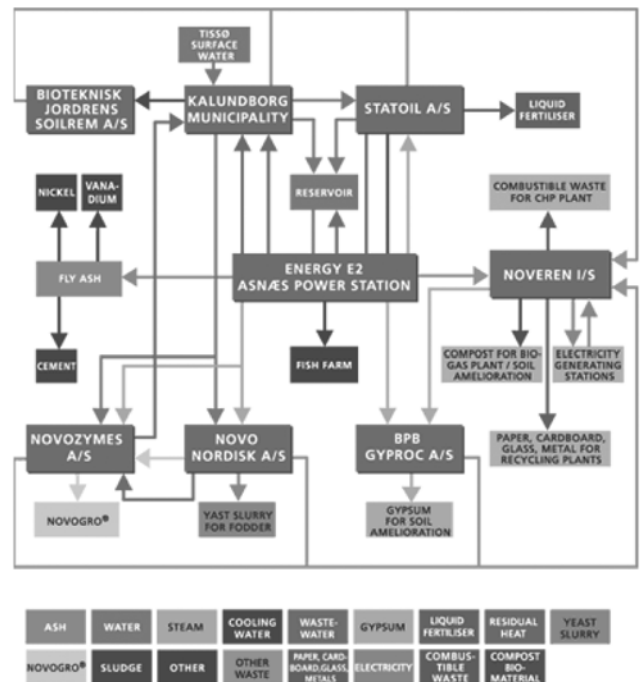 TISSØ
SURFACE
WATER
BIOTEKNISK
JORDRENS
SOILREM A/S
KALUNDBORG
MUNICIPALITY
STATOIL A/S
LIQUID
FERTILISER
NICKEL
VANA-
DIUM
RESERVOIR
COMBUSTIBLE WASTE
FOR CHP PLANT
FLY ASH
ENERGY E2
ASNÆS POWER STATION
NOVEREN I/S
CEMENT
FISH FARM
COMPOST FOR BIO-
GAS PLANT / SOIL
AMELIORATION
ELECTRICITY
GENERATING
STATIONS
NOVOZYMES
A/S
NOVO
NORDISK A/S
BPB
GYPROC A/S
PAPER, CARDBOARD,
GLASS, METAL FOR
RECYCLING PLANTS
NOVOGRO®
YAST SLURRY
FOR FODDER
GYPSUM
FOR SOIL
AMELIORATION
ASH
WATER
STEAM
COOLING
WATER
WASTE-
WATER
GYPSUM
LIQUID
FERTILISER
RESIDUAL
HEAT
YEAST
SLURRY
NOVOGRO®
SLUDGE
OTHER
OTHER
WASTE
PAPER, CARD-
BOARD,GLASS,
METALS
ELECTRICITY
COMBUS-
TIBLE
WASTE
COMPOST
BIO-
MATERIAL